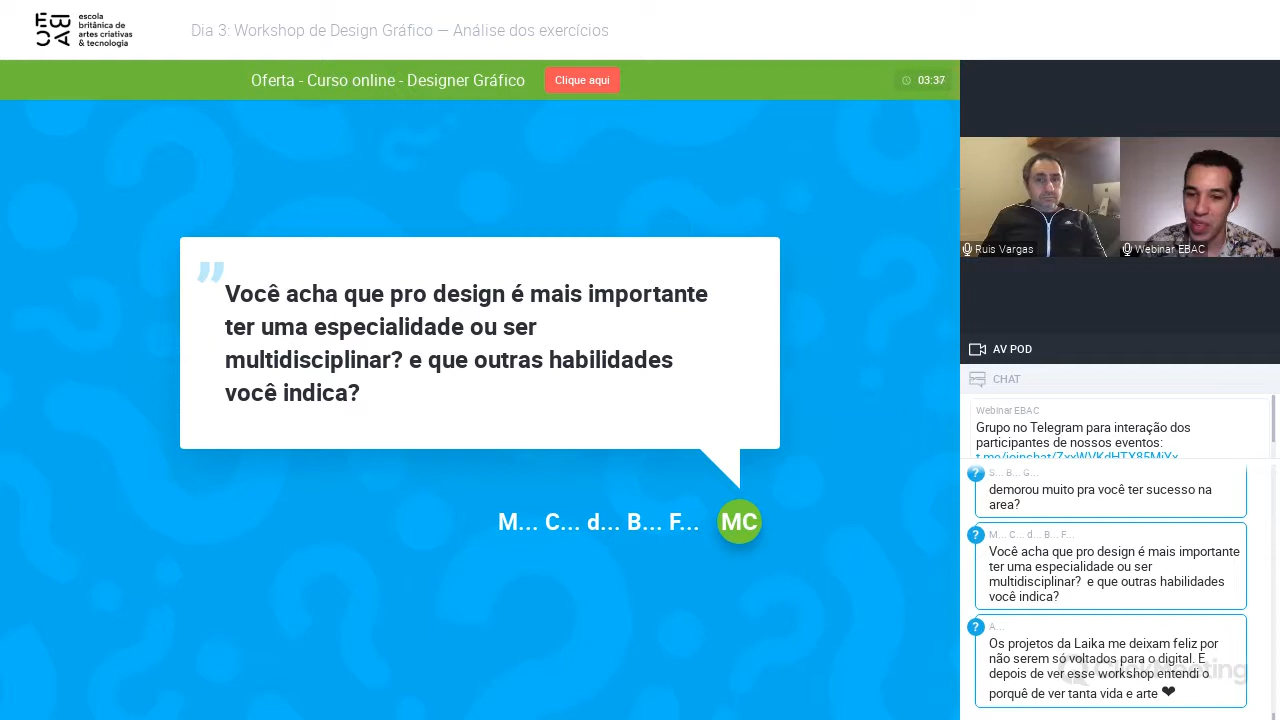 EBAC
escola
britânica de
artes criativas
& tecnologia
Dia 3: Workshop de Design Gráfico — Análise dos exercícios
Oferta - Curso online - Designer Gráfico
Clique aqui
03:37
Você acha que pro design é mais importante
ter uma especialidade ou ser
multidisciplinar? e que outras habilidades
você indica?
M... C... d... B... F...
MC
Ruis Vargas
Webinar EBAC
AV POD
CHAT
Webinar EBAC
Grupo no Telegram para interação dos
participantes de nossos eventos:
t.me/joinchat/ZxxWVKdHTX85MjYx
? S... B... G...
demorou muito pra você ter sucesso na
area?
? M... C... d... B... F...
Você acha que pro design é mais importante
ter uma especialidade ou ser
multidisciplinar? e que outras habilidades
você indica?
? A...
Os projetos da Laika me deixam feliz por
não serem só voltados para o digital. E
depois de ver esse workshop entendi o
porquê de ver tanta vida e arte ❤
ClickMeeting